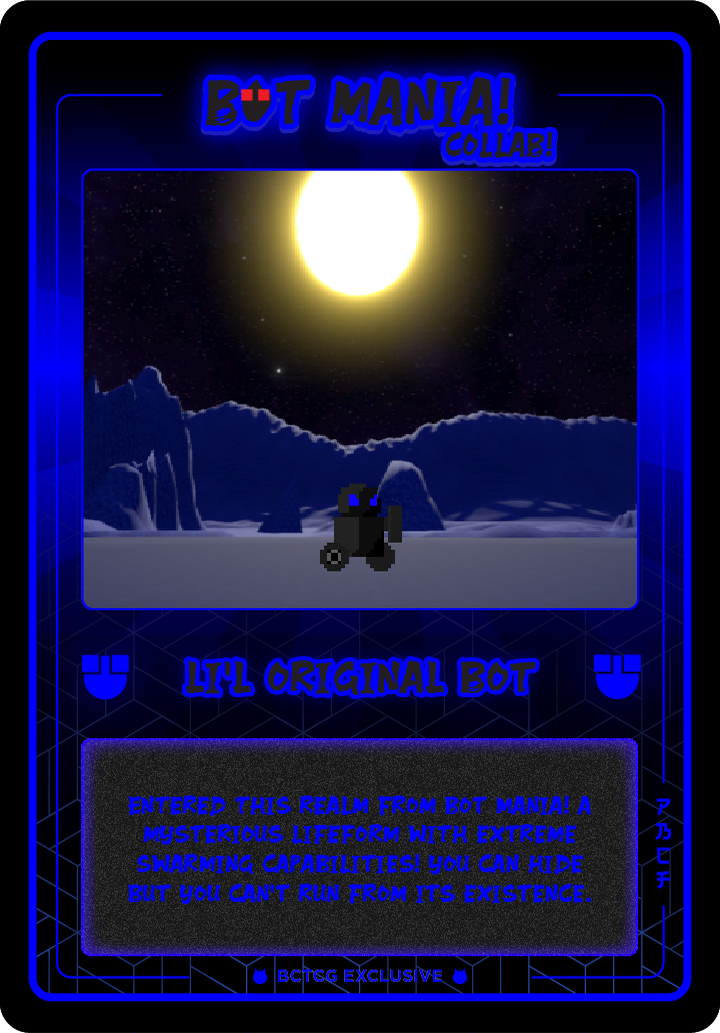 BOT MANIA!
COLLAB!
LI'L ORIGINAL BOT
ENTERED THIS REALM FROM BOT MANIA! A
MYSTERIOUS LIFEFORM WITH EXTREME
SWARMING CAPABILITIES! YOU CAN HIDE
BUT YOU CAN'T RUN FROM ITS EXISTENCE.
BCTCG EXCLUSIVE